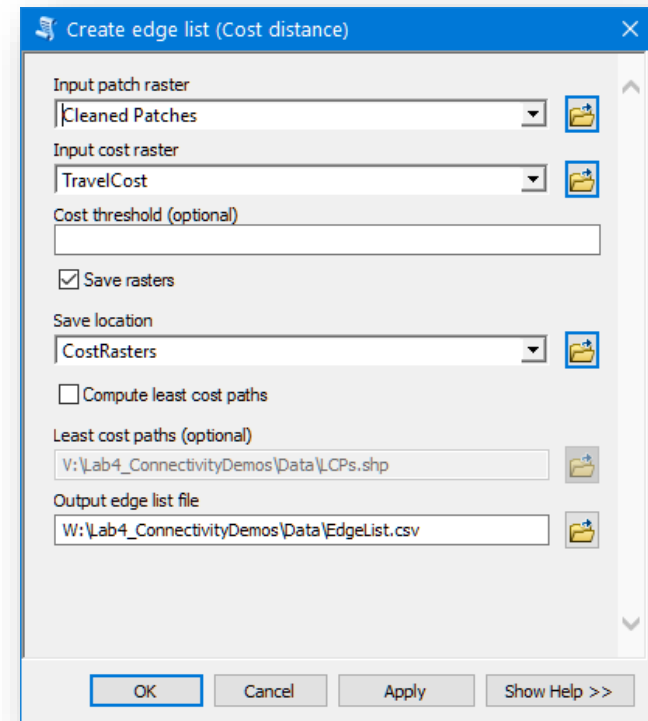 Create edge list (Cost distance)
Input patch raster
Cleaned Patches
Input cost raster
TravelCost
Cost threshold (optional)
Save rasters
Save location
CostRasters
Compute least cost paths
Least cost paths (optional)
V:\Lab4_ConnectivityDemos\Data\LCPs.shp
Output edge list file
W:\Lab4_ConnectivityDemos\Data\EdgeList.csv
OK Cancel Apply Show Help >>